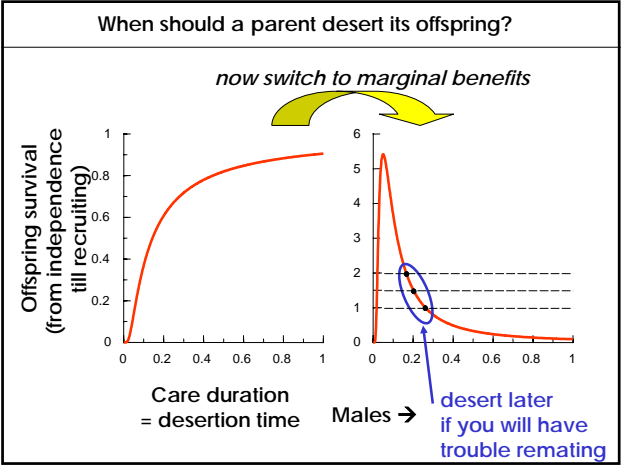 When should a parent desert its offspring?
now switch to marginal benefits
Offspring survival
(from independence
till recruiting)
1
0.8
0.6
0.4
0.2
0
0 0.2 0.4 0.6 0.8 1
Care duration
= desertion time
6
5
4
3
2
1
0
0 0.2 0.4 0.6 0.8 1
Males →
desert later
if you will have
trouble remating